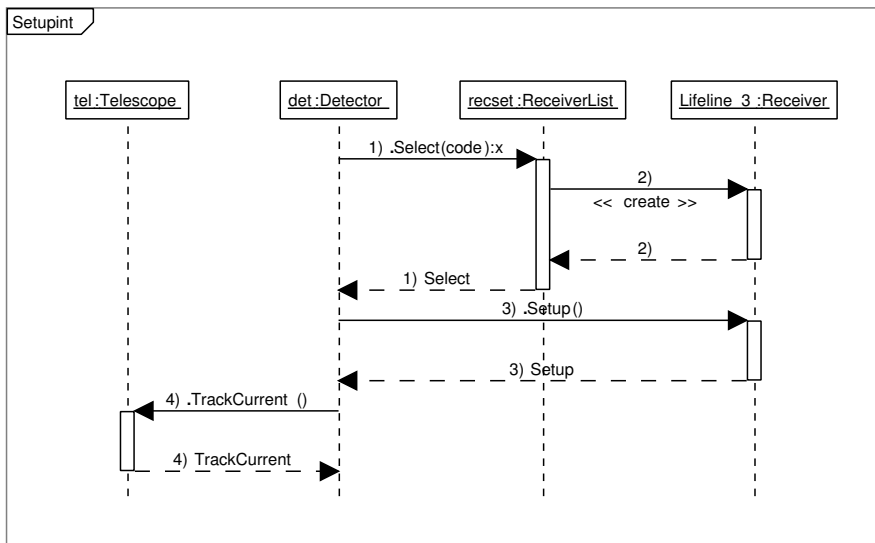 Setupint
tel:Telescope
det:Detector
recset:ReceiverList
Lifeline_3:Receiver
1) .Select(code):x
2)
<< create >>
2)
1) Select
3) .Setup()
3) Setup
4) .TrackCurrent ()
4) TrackCurrent